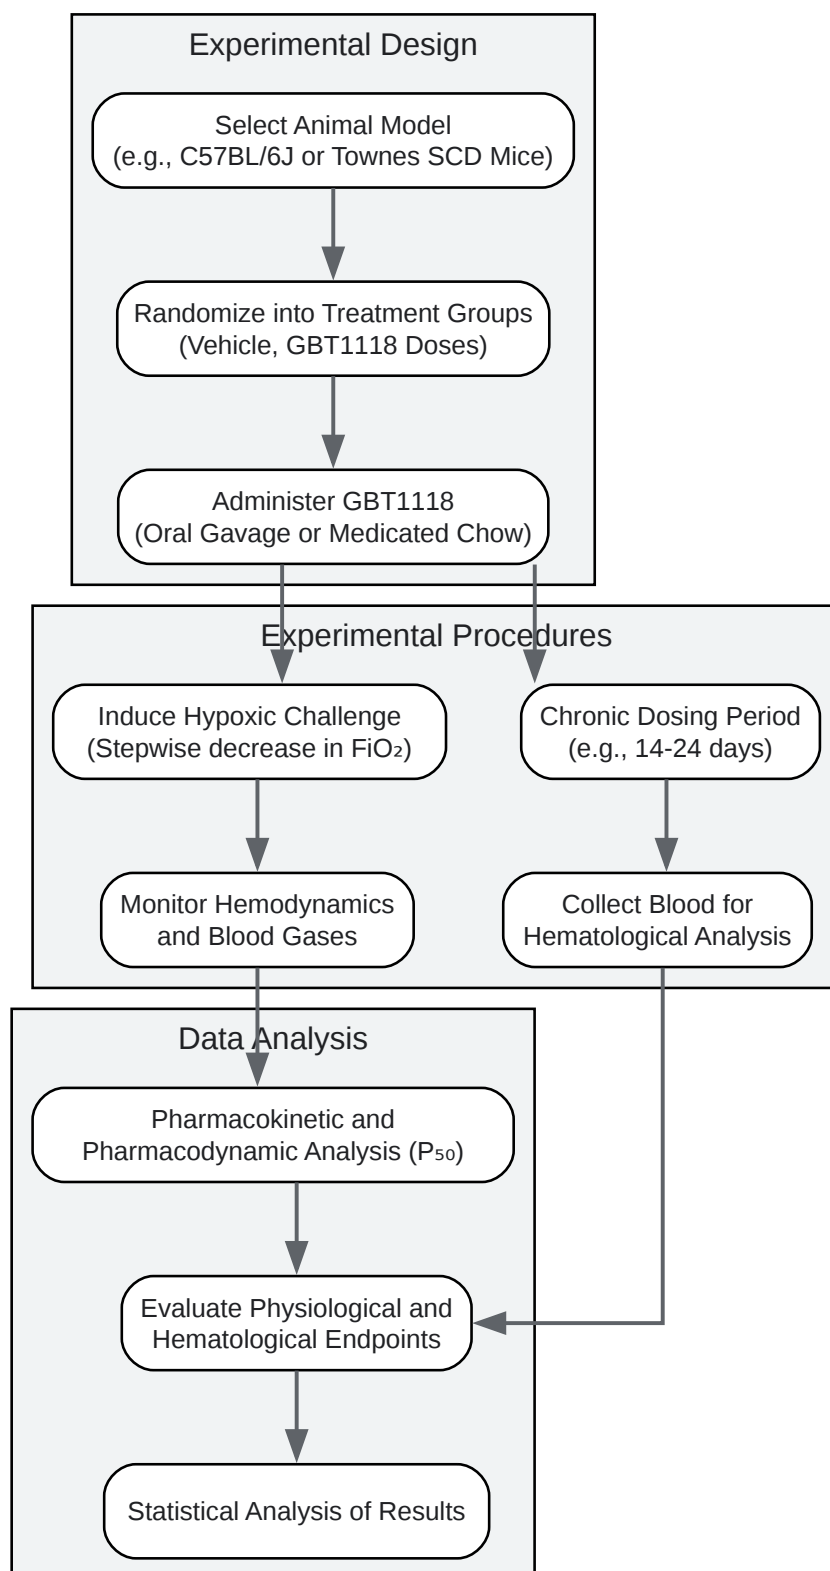 Experimental Design
Select Animal Model
(e.g., C57BL/6J or Townes SCD Mice)
Randomize into Treatment Groups
(Vehicle, GBT1118 Doses)
Administer GBT1118
(Oral Gavage or Medicated Chow)
Experimental Procedures
Induce Hypoxic Challenge
(Stepwise decrease in FiO₂)
Chronic Dosing Period
(e.g., 14-24 days)
Monitor Hemodynamics
and Blood Gases
Collect Blood for
Hematological Analysis
Data Analysis
Pharmacokinetic and
Pharmacodynamic Analysis (P₅₀)
Evaluate Physiological and
Hematological Endpoints
Statistical Analysis of Results